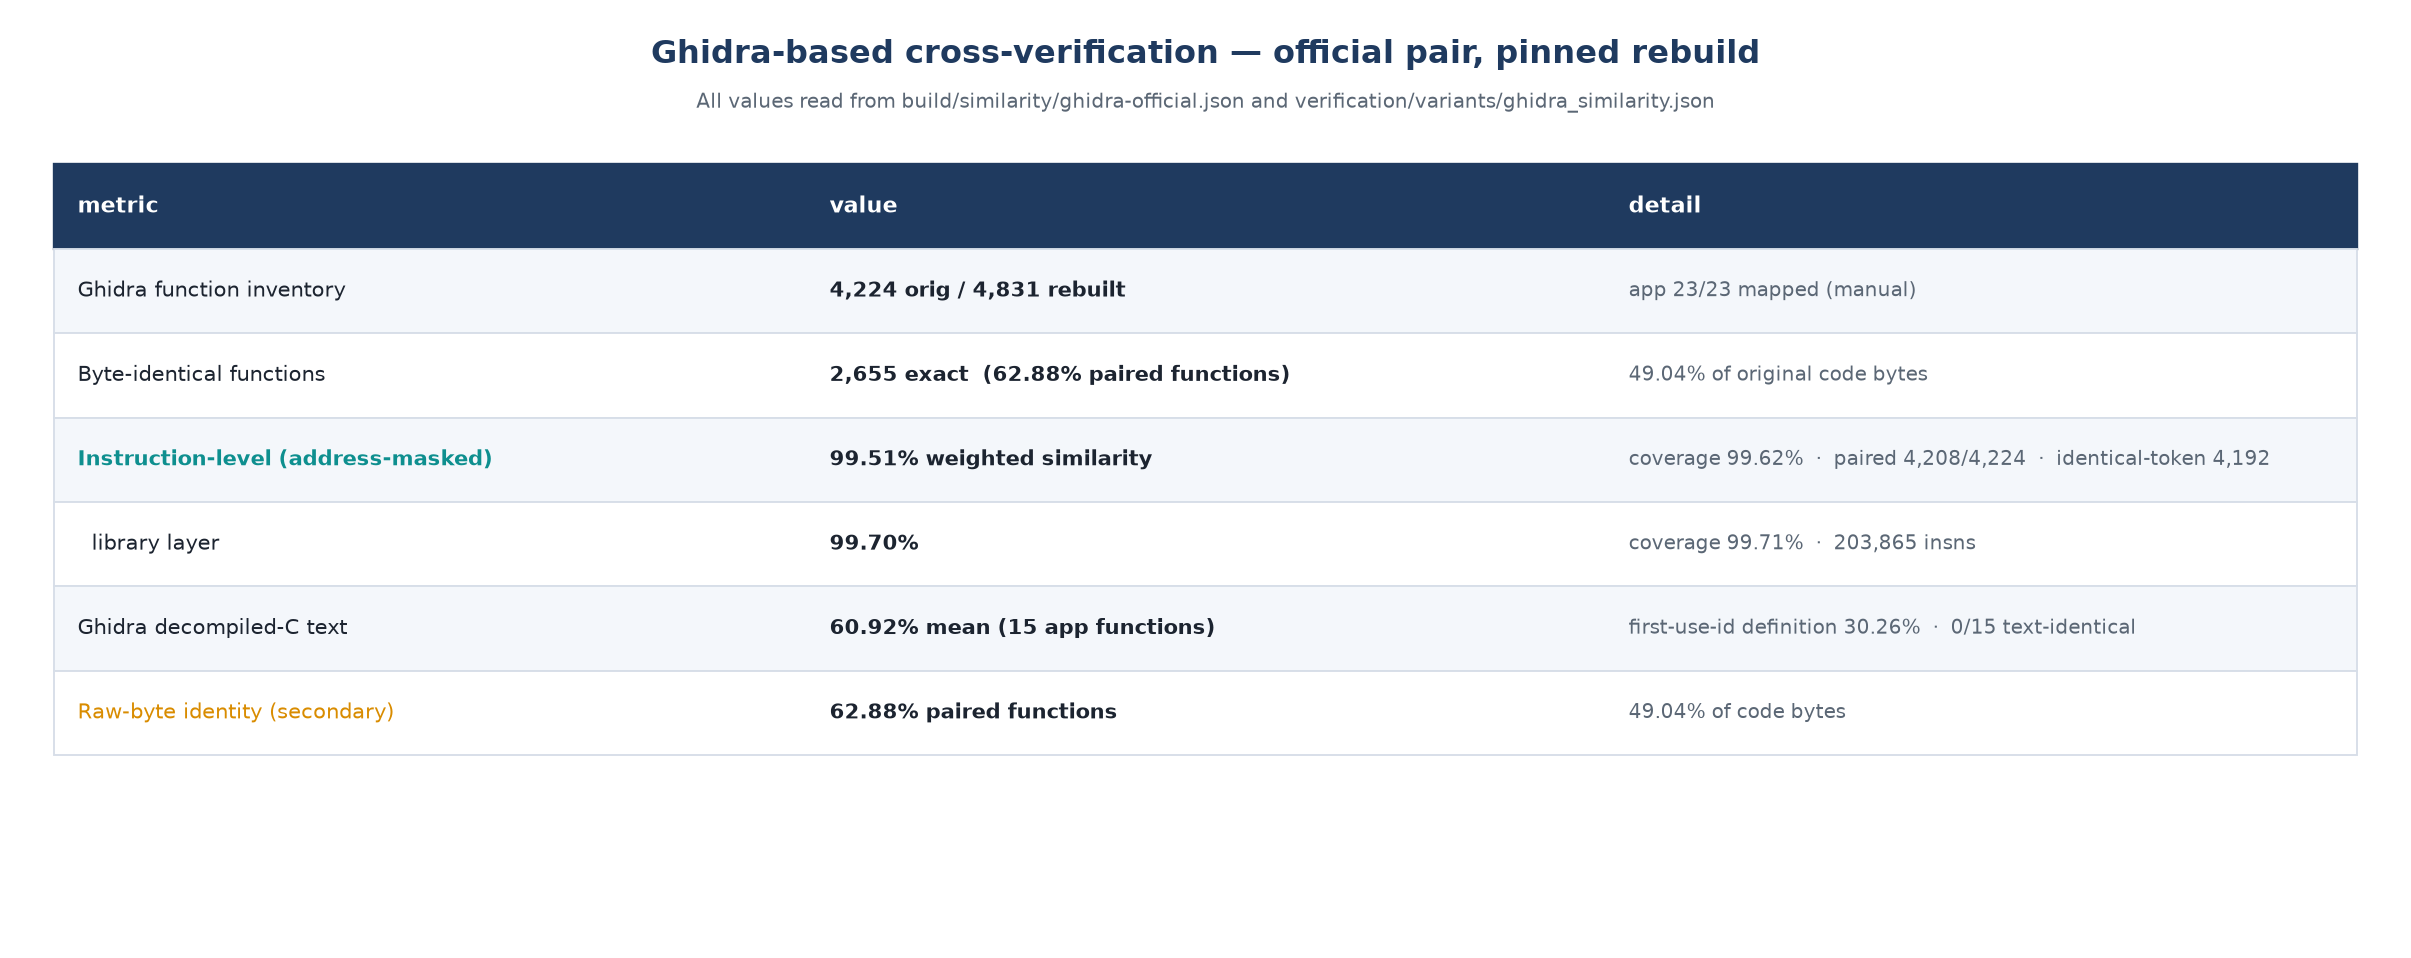 Ghidra-based cross-verification — official pair, pinned rebuild
All values read from build/similarity/ghidra-official.json and verification/variants/ghidra_similarity.json
metric value detail
Ghidra function inventory 4,224 orig / 4,831 rebuilt app 23/23 mapped (manual)
Byte-identical functions 2,655 exact (62.88% paired functions) 49.04% of original code bytes
Instruction-level (address-masked) 99.51% weighted similarity coverage 99.62% · paired 4,208/4,224 · identical-token 4,192
library layer 99.70% coverage 99.71% · 203,865 insns
Ghidra decompiled-C text 60.92% mean (15 app functions) first-use-id definition 30.26% · 0/15 text-identical
Raw-byte identity (secondary) 62.88% paired functions 49.04% of code bytes